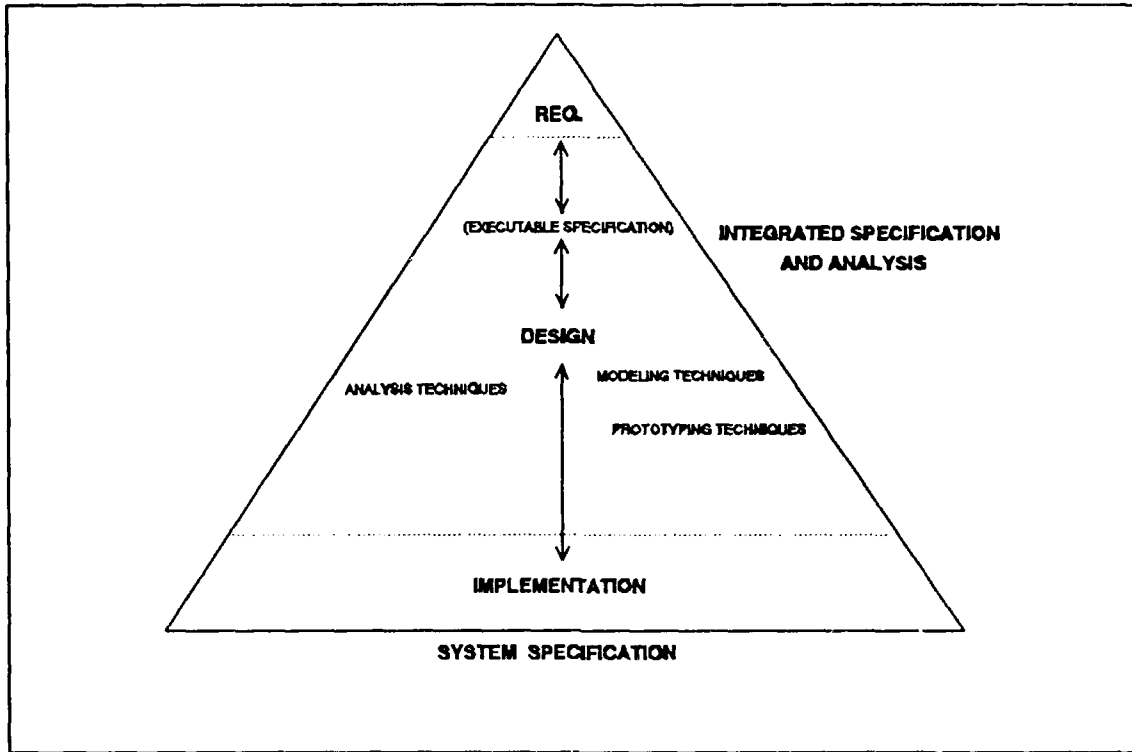 REQ.
(EXECUTABLE SPECIFICATION)
INTEGRATED SPECIFICATION
AND ANALYSIS
DESIGN
MODELING TECHNIQUES
ANALYSIS TECHNIQUES
PROTOTYPING TECHNIQUES
IMPLEMENTATION
SYSTEM SPECIFICATION